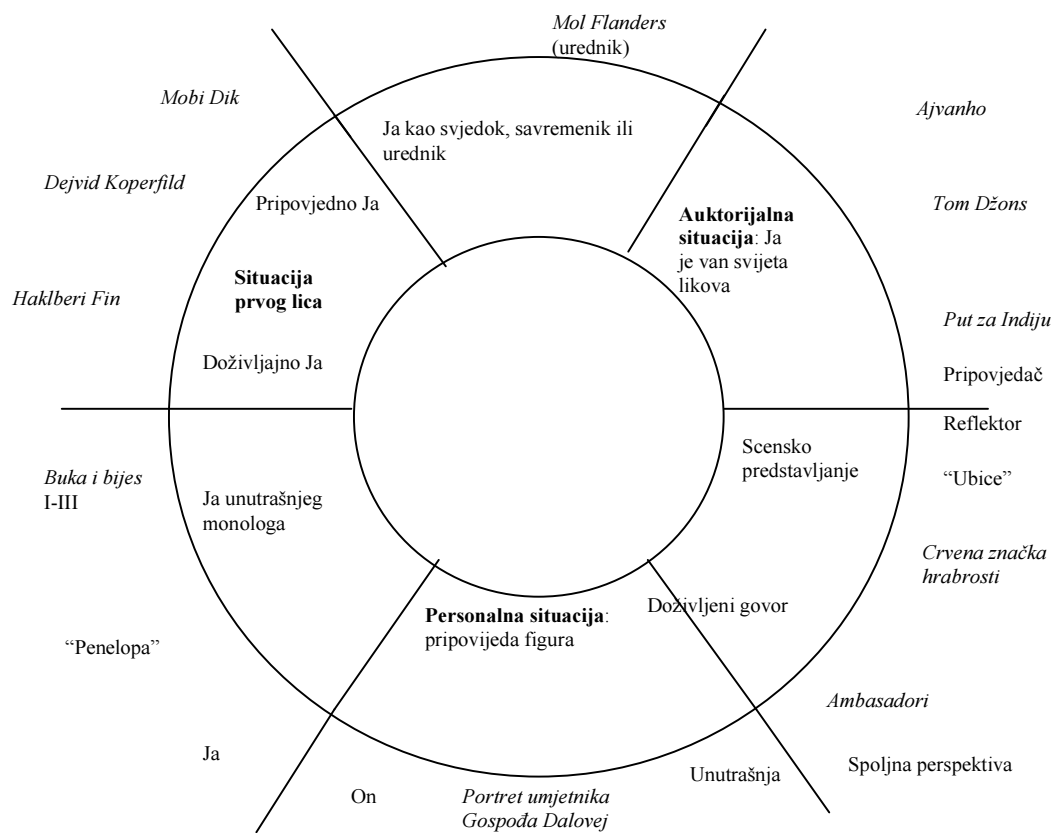 Mol Flanders
(urednik)
Mobi Dik
Ajvanho
Ja kao svjedok, savremenik ili
urednik
Dejvid Koperfild
Pripovjedno Ja
Tom Džons
Auktorijalna
situacija: Ja
je van svijeta
likova
Situacija
prvog lica
Haklberi Fin
Put za Indiju
Doživljajno Ja
Pripovjedač
Reflektor
Scensko
predstavljanje
Buka i bijes
I-III
“Ubice”
Ja unutrašnjeg
monologa
Crvena značka
hrabrosti
Doživljeni govor
Personalna situacija:
pripovijeda figura
“Penelopa”
Ambasadori
Ja
Spoljna perspektiva
Unutrašnja
On
Portret umjetnika
Gospođa Dalovej